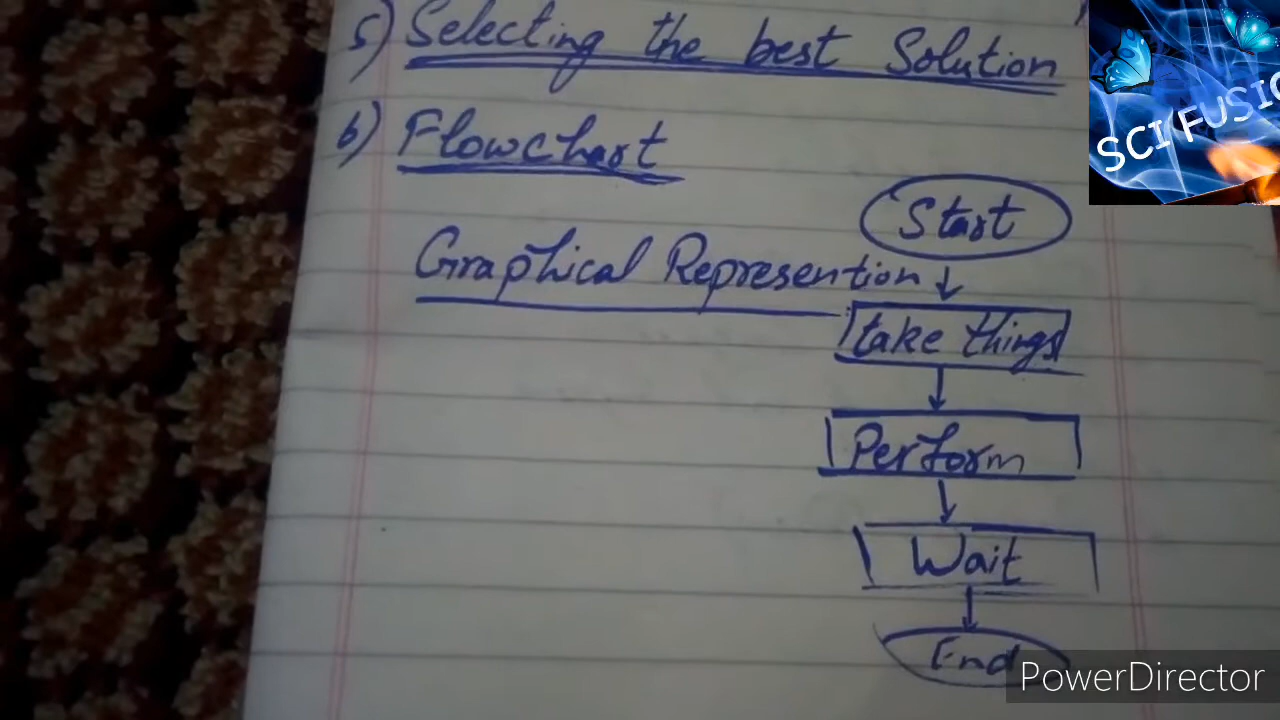 5) Selecting the best Solution
6) Flowchart
Graphical Represention
Start
take things
Perform
Wait
End
SCI FUSIO
PowerDirector